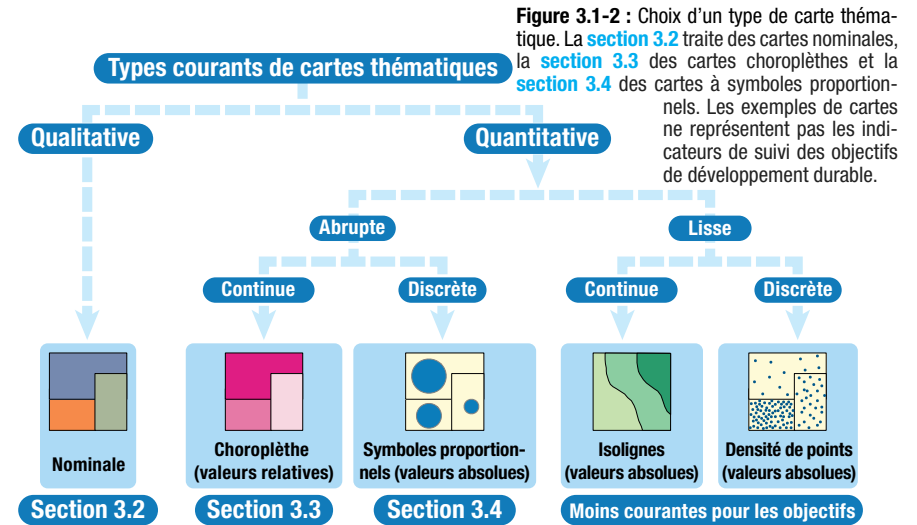 Figure 3.1-2 : Choix d'un type de carte théma-
tique. La section 3.2 traite des cartes nominales,
la section 3.3 des cartes choroplèthes et la
section 3.4 des cartes à symboles proportion-
nels. Les exemples de cartes
ne représentent pas les indi-
cateurs de suivi des objectifs
de développement durable.
Types courants de cartes thématiques
Qualitative
Quantitative
Abrupte
Lisse
Continue
Discrète
Continue
Discrète
Nominale
Choroplèthe
(valeurs relatives)
Symboles proportion-
nels (valeurs absolues)
Isolignes
(valeurs absolues)
Densité de points
(valeurs absolues)
Section 3.2
Section 3.3
Section 3.4
Moins courantes pour les objectifs